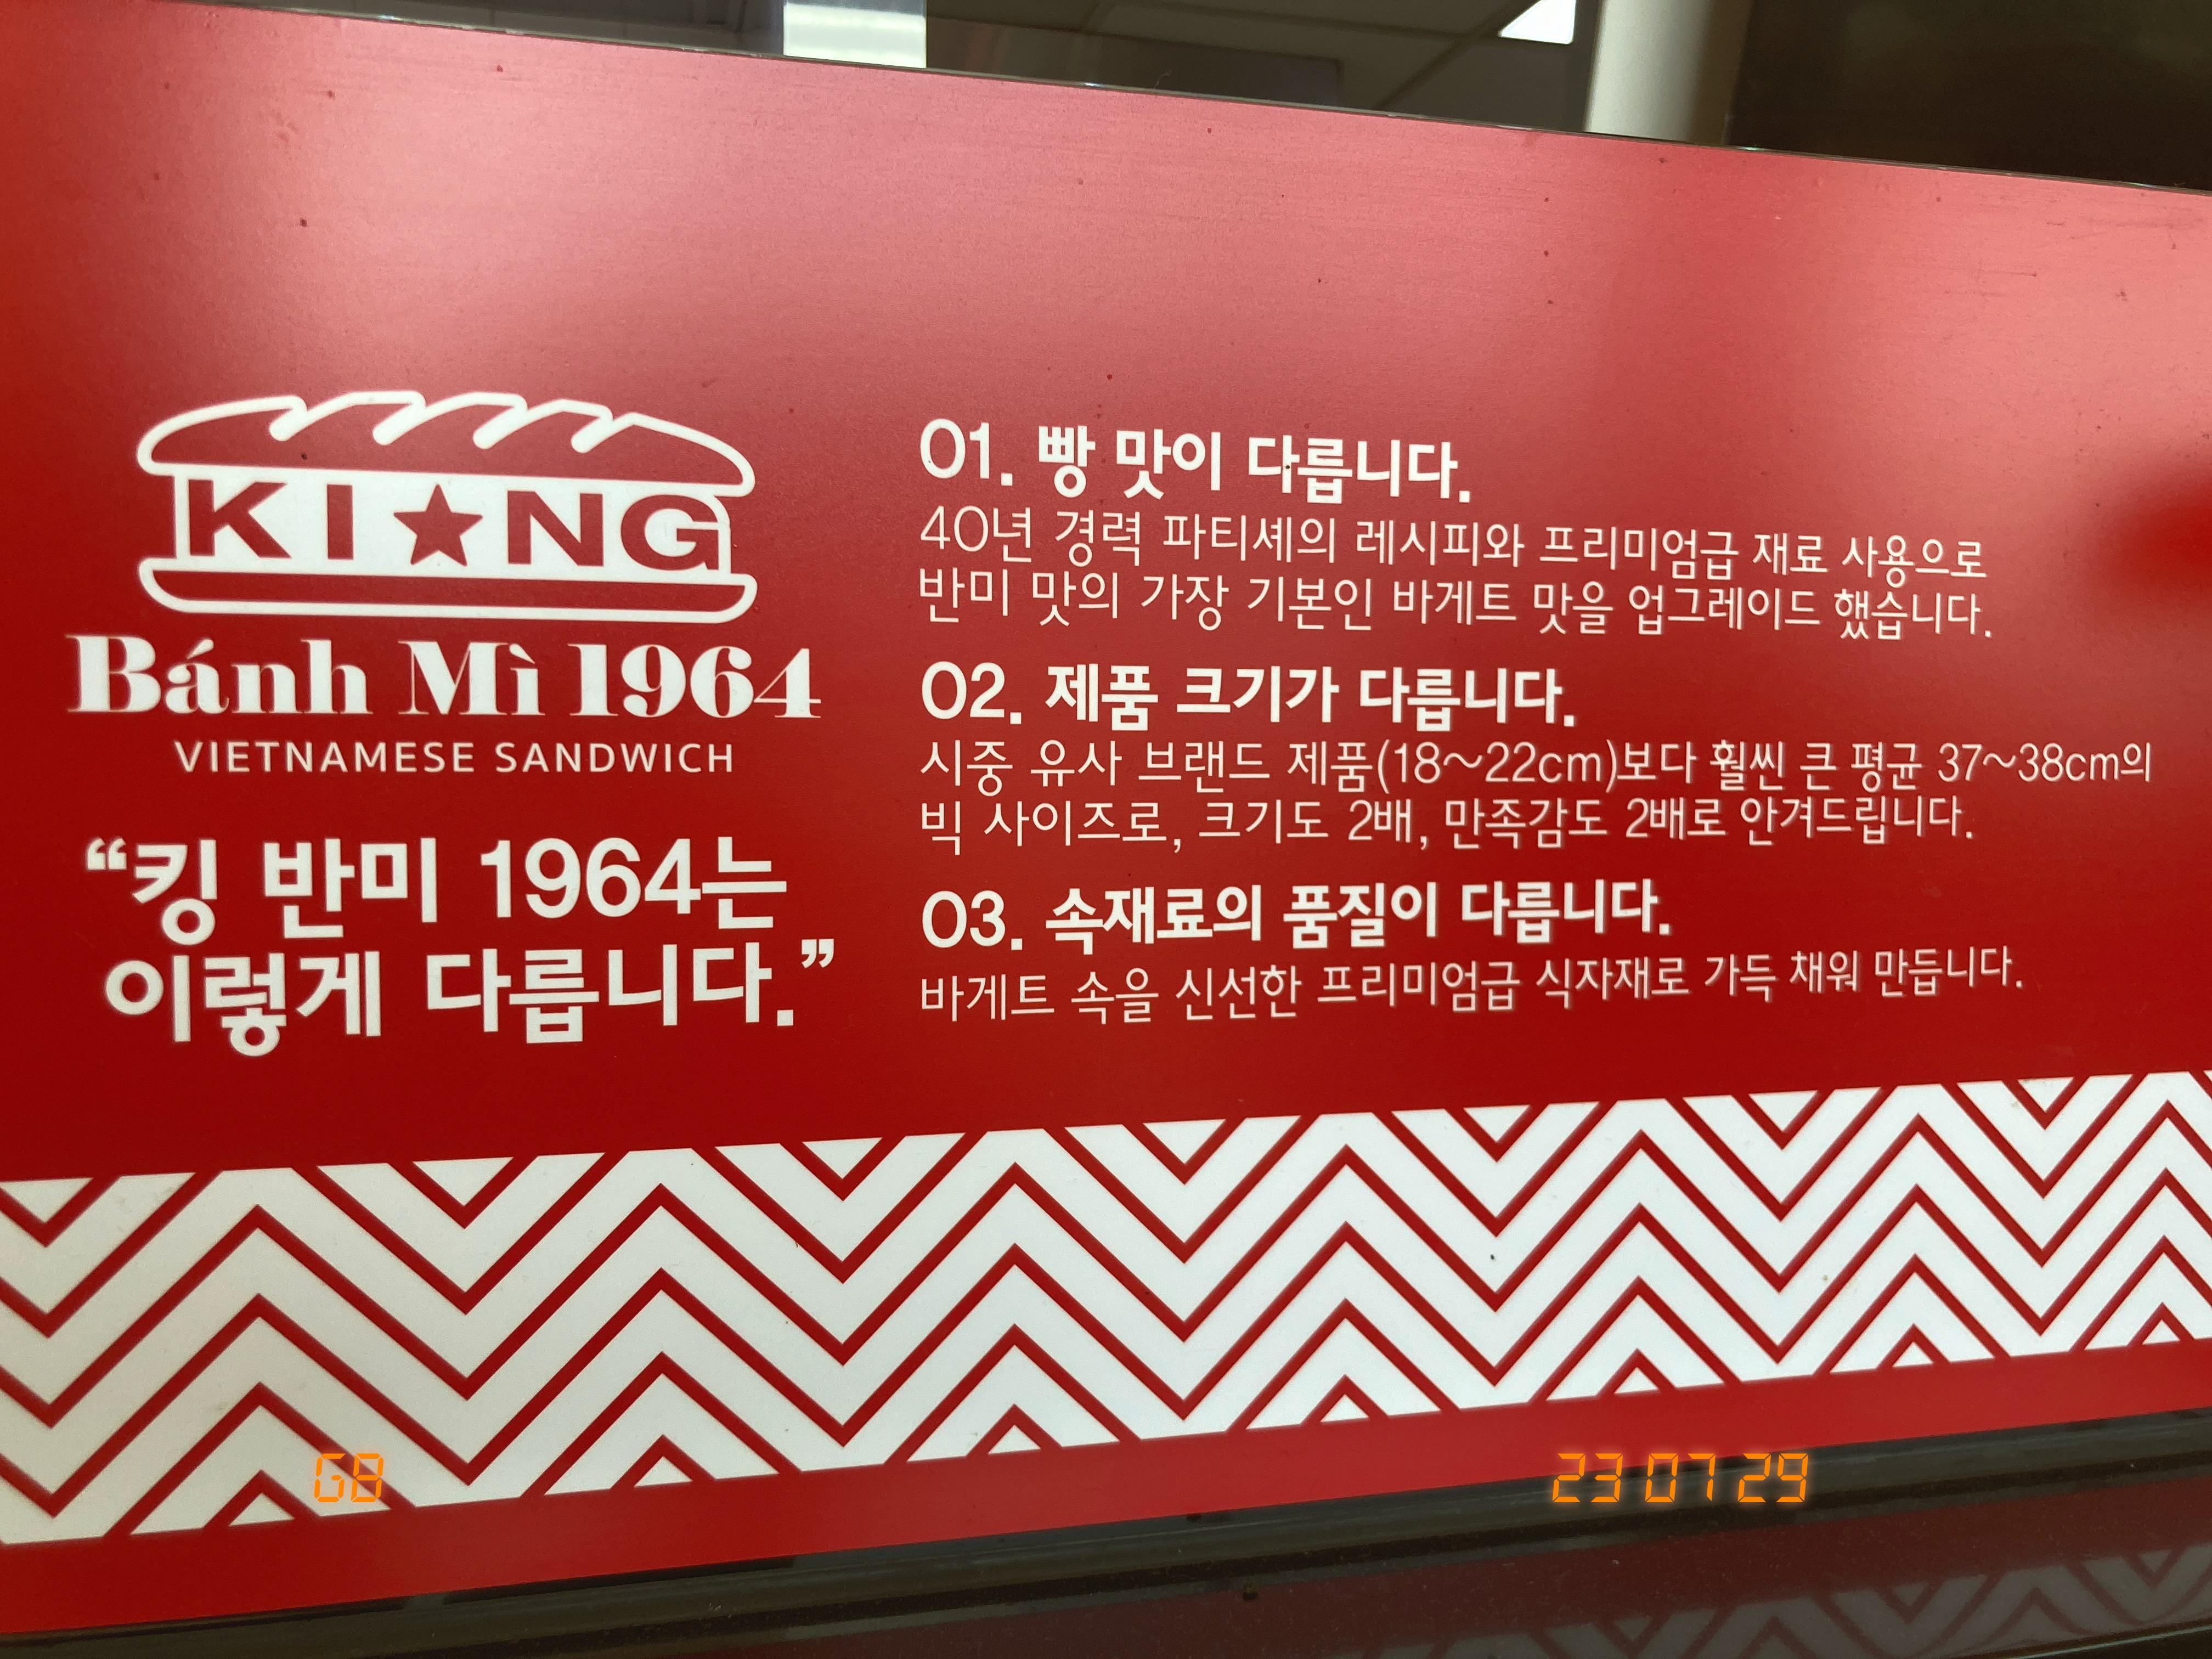 KI★NG
Bánh Mì 1964
VIETNAMESE SANDWICH
“킹 반미 1964는
이렇게 다릅니다.”
01. 빵 맛이 다릅니다.
40년 경력 파티셰의 레시피와 프리미엄급 재료 사용으로
반미 맛의 가장 기본인 바게트 맛을 업그레이드 했습니다.
02. 제품 크기가 다릅니다.
시중 유사 브랜드 제품(18~22cm)보다 훨씬 큰 평균 37~38cm의
빅 사이즈로, 크기도 2배, 만족감도 2배로 안겨드립니다.
03. 속재료의 품질이 다릅니다.
바게트 속을 신선한 프리미엄급 식자재로 가득 채워 만듭니다.
GB
23 07 29